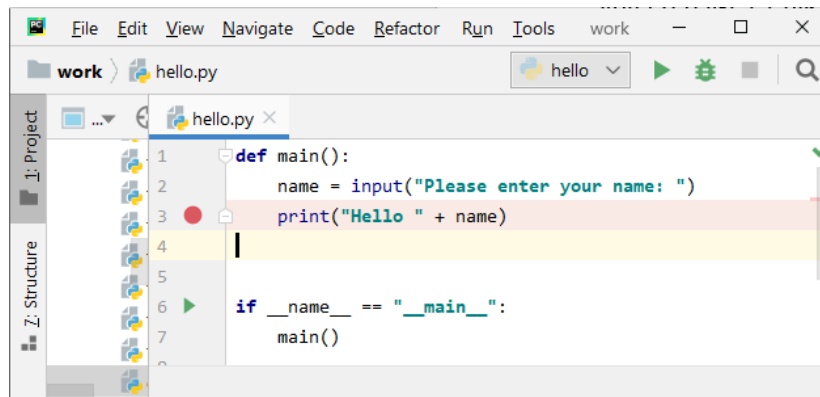 PC File Edit View Navigate Code Refactor Run Tools work
work hello.py hello
1: Project
... hello.py
1 def main():
2 name = input("Please enter your name: ")
3 print("Hello " + name)
4
5
6 if __name__ == "__main__":
7 main()
Z: Structure